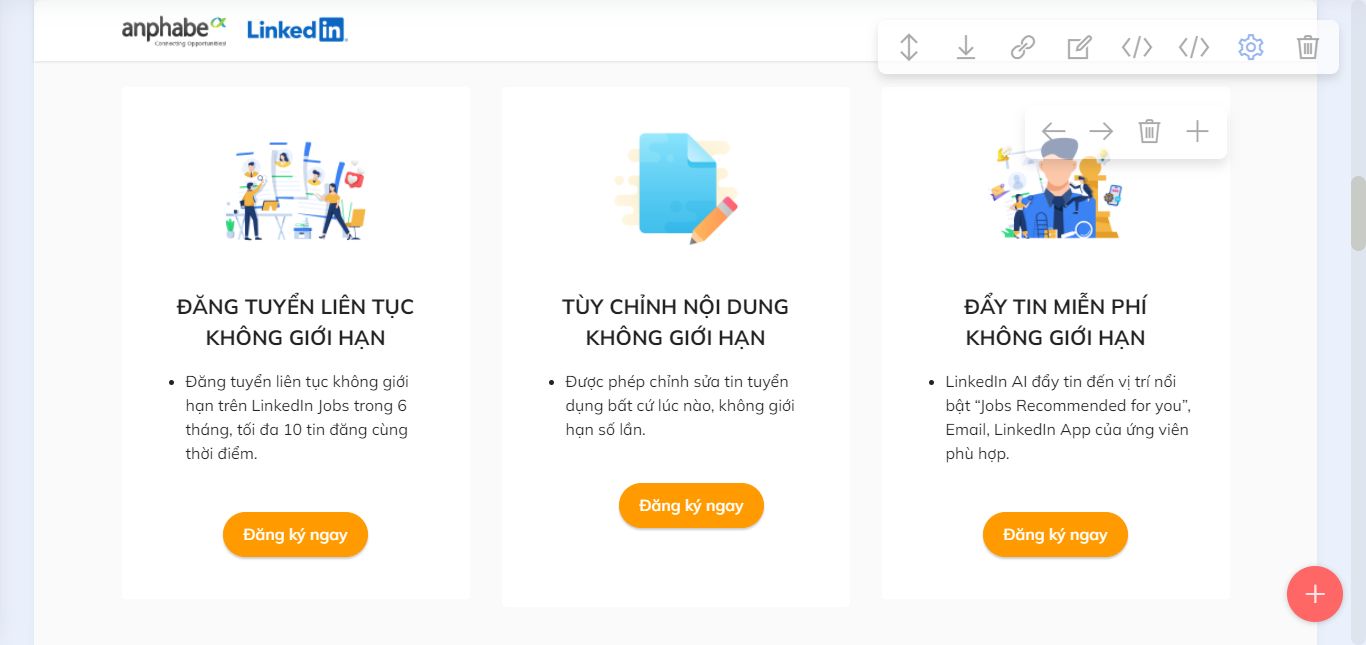 anphabe
Connecting Opportunities
Linked in
ĐĂNG TUYỂN LIÊN TỤC
KHÔNG GIỚI HẠN
Đăng tuyển liên tục không giới
hạn trên LinkedIn Jobs trong 6
tháng, tối đa 10 tin đăng cùng
thời điểm.
Đăng ký ngay
TÙY CHỈNH NỘI DUNG
KHÔNG GIỚI HẠN
Được phép chỉnh sửa tin tuyển
dụng bất cứ lúc nào, không giới
hạn số lần.
Đăng ký ngay
ĐẨY TIN MIỄN PHÍ
KHÔNG GIỚI HẠN
LinkedIn AI đẩy tin đến vị trí nổi
bật “Jobs Recommended for you”,
Email, LinkedIn App của ứng viên
phù hợp.
Đăng ký ngay